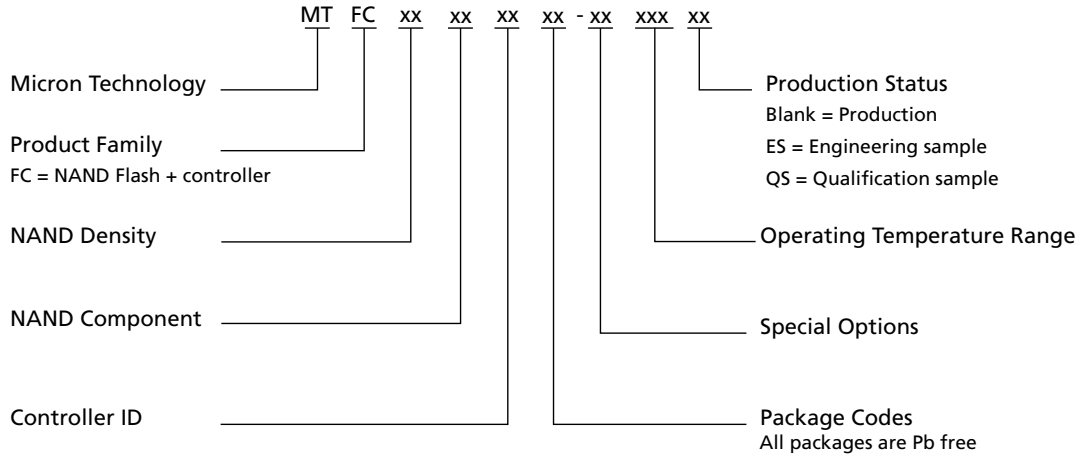 MT FC xx xx xx xx - xx xxx xx
Micron Technology
Production Status
Blank = Production
ES = Engineering sample
QS = Qualification sample
Product Family
FC = NAND Flash + controller
NAND Density
Operating Temperature Range
NAND Component
Special Options
Controller ID
Package Codes
All packages are Pb free